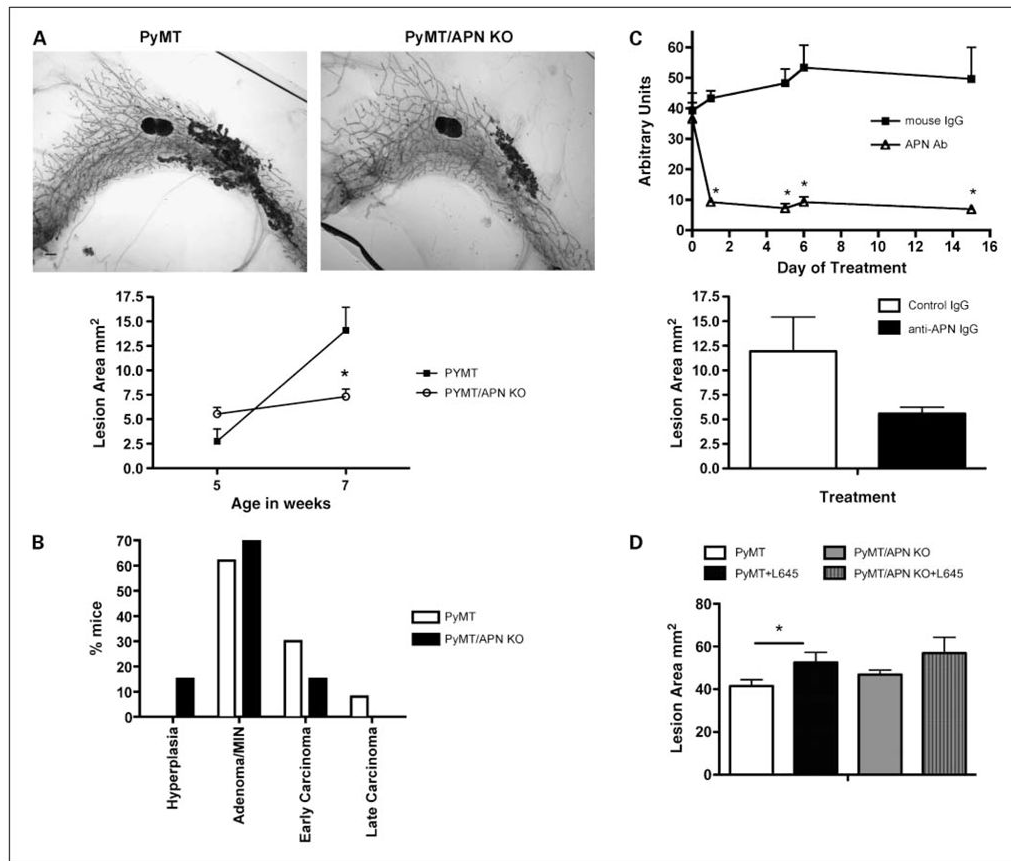 A
PyMT
PyMT/APN KO
17.5
15.0
12.5
10.0
7.5
5.0
2.5
0.0
Lesion Area mm2
*
5
7
Age in weeks
PYMT
PYMT/APN KO
B
70
60
50
40
30
20
10
0
% mice
Hyperplasia
Adenoma/MIN
Early Carcinoma
Late Carcinoma
PyMT
PyMT/APN KO
C
60
50
40
30
20
10
0
Arbitrary Units
mouse IgG
APN Ab
* * * *
0 2 4 6 8 10 12 14 16
Day of Treatment
17.5
15.0
12.5
10.0
7.5
5.0
2.5
0.0
Lesion Area mm2
Control IgG
anti-APN IgG
Treatment
D
PyMT
PyMT/APN KO
PyMT+L645
PyMT/APN KO+L645
80
60
40
20
0
Lesion Area mm2
*